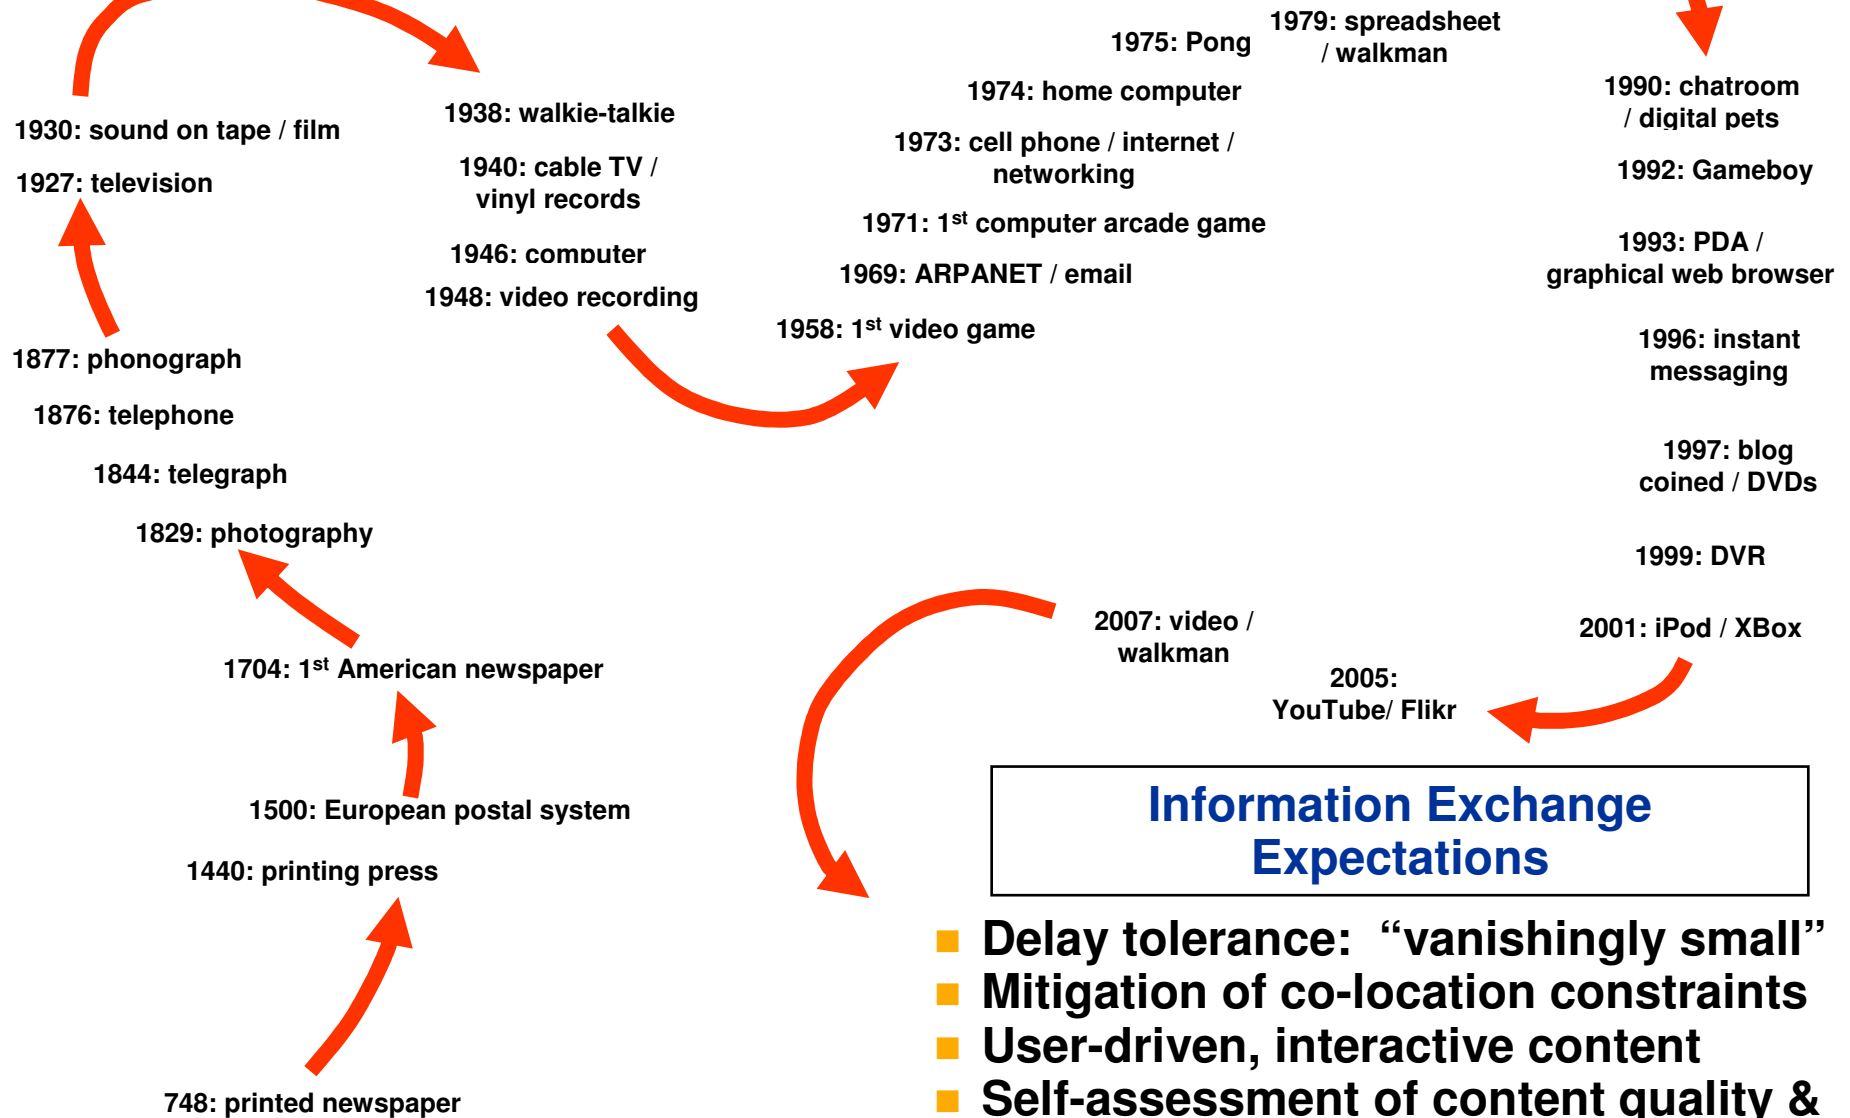 1979: spreadsheet
/ walkman
1975: Pong
1974: home computer
1973: cell phone / internet /
networking
1971: 1st computer arcade game
1969: ARPANET / email
1958: 1st video game
1930: sound on tape / film
1927: television
1877: phonograph
1876: telephone
1844: telegraph
1829: photography
1704: 1st American newspaper
1500: European postal system
1440: printing press
748: printed newspaper
1938: walkie-talkie
1940: cable TV /
vinyl records
1946: computer
1948: video recording
1990: chatroom
/ digital pets
1992: Gameboy
1993: PDA /
graphical web browser
1996: instant
messaging
1997: blog
coined / DVDs
1999: DVR
2001: iPod / XBox
2005:
YouTube/ Flikr
2007: video /
walkman
Information Exchange
Expectations
Delay tolerance: “vanishingly small”
Mitigation of co-location constraints
User-driven, interactive content
Self-assessment of content quality &